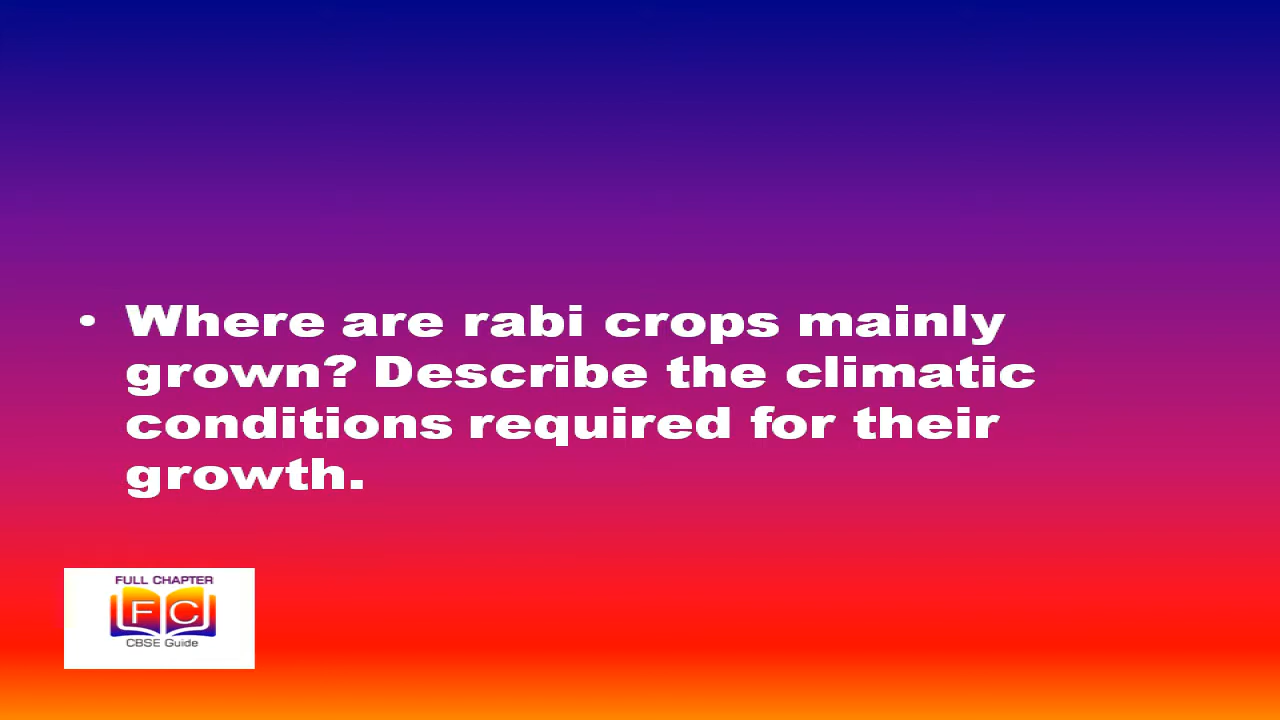 • Where are rabi crops mainly
grown? Describe the climatic
conditions required for their
growth.
FULL CHAPTER
FC
CBSE Guide